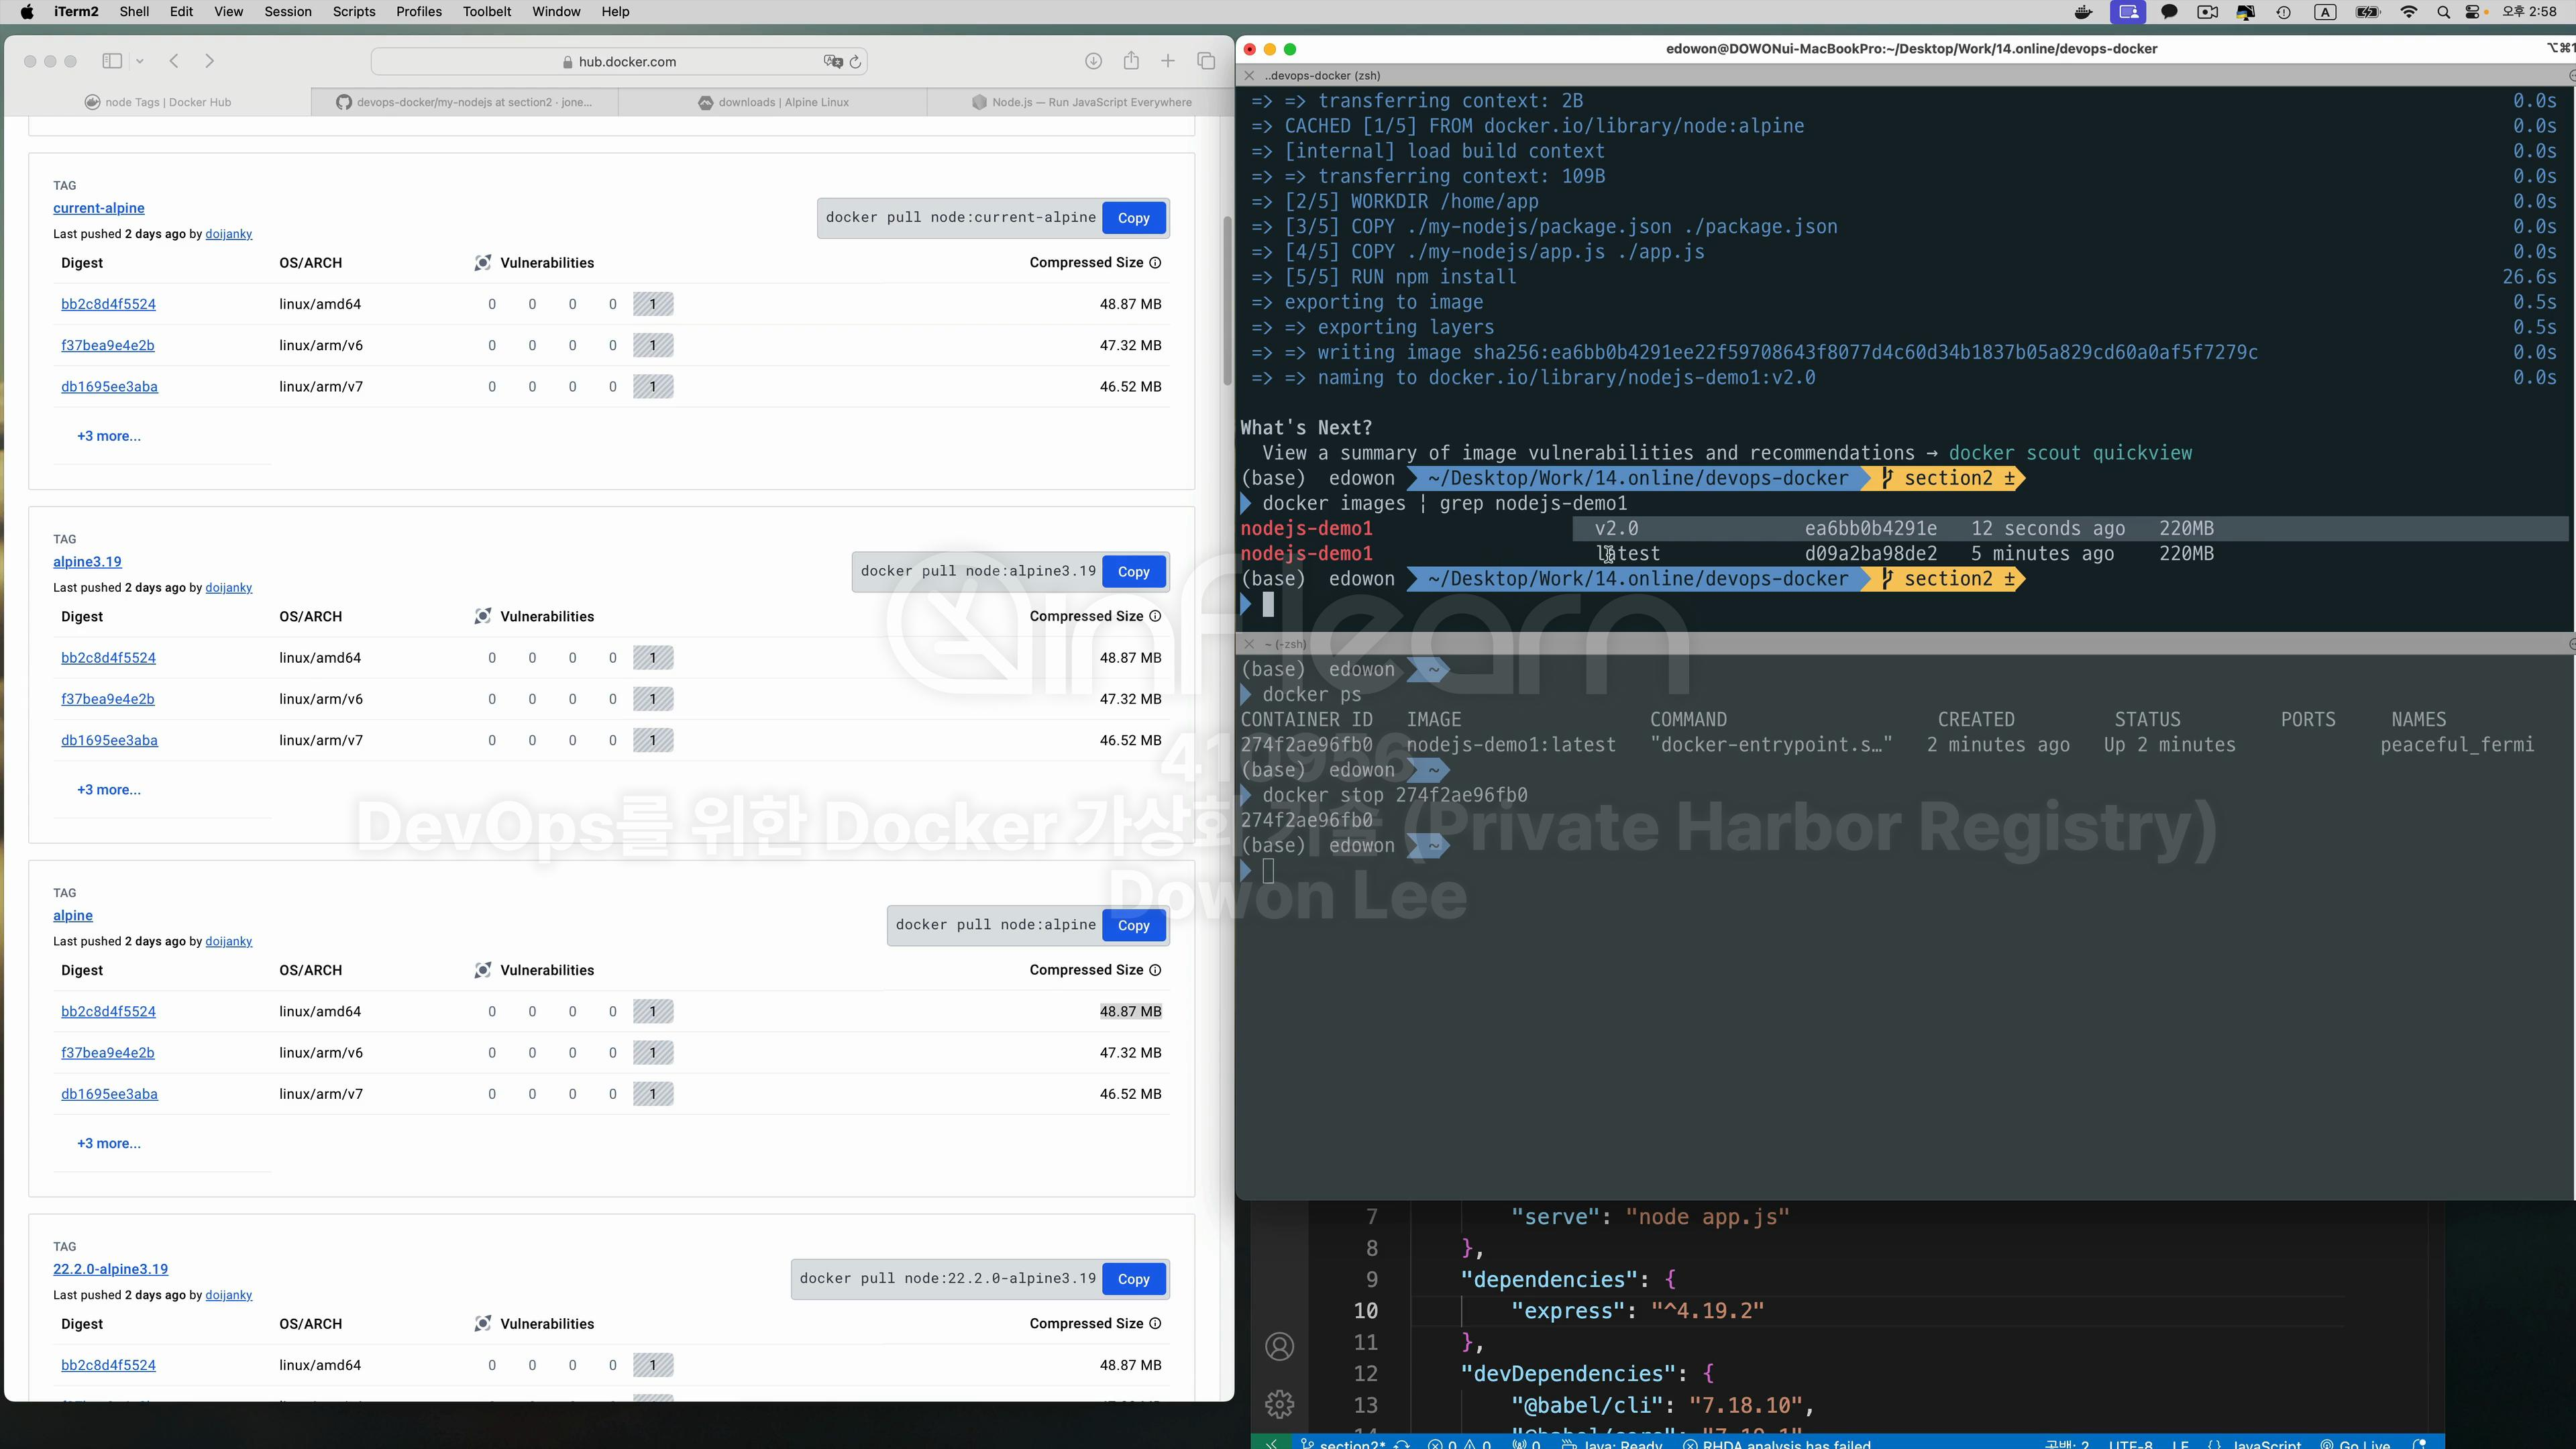 iTerm2 Shell Edit View Session Scripts Profiles Toolbelt Window Help
A 오후 2:58
hub.docker.com
node Tags | Docker Hub
devops-docker/my-nodejs at section2 · jone...
downloads | Alpine Linux
Node.js — Run JavaScript Everywhere
TAG
current-alpine
docker pull node:current-alpine Copy
Last pushed 2 days ago by doijanky
Digest OS/ARCH Vulnerabilities Compressed Size
bb2c8d4f5524 linux/amd64 0 0 0 0 1 48.87 MB
f37bea9e4e2b linux/arm/v6 0 0 0 0 1 47.32 MB
db1695ee3aba linux/arm/v7 0 0 0 0 1 46.52 MB
+3 more...
TAG
alpine3.19
docker pull node:alpine3.19 Copy
Last pushed 2 days ago by doijanky
Digest OS/ARCH Vulnerabilities Compressed Size
bb2c8d4f5524 linux/amd64 0 0 0 0 1 48.87 MB
f37bea9e4e2b linux/arm/v6 0 0 0 0 1 47.32 MB
db1695ee3aba linux/arm/v7 0 0 0 0 1 46.52 MB
+3 more...
TAG
alpine
docker pull node:alpine Copy
Last pushed 2 days ago by doijanky
Digest OS/ARCH Vulnerabilities Compressed Size
bb2c8d4f5524 linux/amd64 0 0 0 0 1 48.87 MB
f37bea9e4e2b linux/arm/v6 0 0 0 0 1 47.32 MB
db1695ee3aba linux/arm/v7 0 0 0 0 1 46.52 MB
+3 more...
TAG
22.2.0-alpine3.19
docker pull node:22.2.0-alpine3.19 Copy
Last pushed 2 days ago by doijanky
Digest OS/ARCH Vulnerabilities Compressed Size
bb2c8d4f5524 linux/amd64 0 0 0 0 1 48.87 MB
edowon@DOWONui-MacBookPro:~/Desktop/Work/14.online/devops-docker ⌥⌘1
..devops-docker (zsh)
=> => transferring context: 2B 0.0s
=> CACHED [1/5] FROM docker.io/library/node:alpine 0.0s
=> [internal] load build context 0.0s
=> => transferring context: 109B 0.0s
=> [2/5] WORKDIR /home/app 0.0s
=> [3/5] COPY ./my-nodejs/package.json ./package.json 0.0s
=> [4/5] COPY ./my-nodejs/app.js ./app.js 0.0s
=> [5/5] RUN npm install 26.6s
=> exporting to image 0.5s
=> => exporting layers 0.5s
=> => writing image sha256:ea6bb0b4291ee22f59708643f8077d4c60d34b1837b05a829cd60a0af5f7279c 0.0s
=> => naming to docker.io/library/nodejs-demo1:v2.0 0.0s
What's Next?
View a summary of image vulnerabilities and recommendations → docker scout quickview
(base) edowon ~/Desktop/Work/14.online/devops-docker section2 ±
docker images ¦ grep nodejs-demo1
nodejs-demo1 v2.0 ea6bb0b4291e 12 seconds ago 220MB
nodejs-demo1 latest d09a2ba98de2 5 minutes ago 220MB
(base) edowon ~/Desktop/Work/14.online/devops-docker section2 ±
~ (-zsh)
(base) edowon ~
docker ps
CONTAINER ID IMAGE COMMAND CREATED STATUS PORTS NAMES
274f2ae96fb0 nodejs-demo1:latest "docker-entrypoint.s…" 2 minutes ago Up 2 minutes peaceful_fermi
(base) edowon ~
docker stop 274f2ae96fb0
274f2ae96fb0
(base) edowon ~
inflearn
410956
DevOps를 위한 Docker 가상화 기술 (Private Harbor Registry)
Dowon Lee
7 "serve": "node app.js"
8 },
9 "dependencies": {
10 "express": "^4.19.2"
11 },
12 "devDependencies": {
13 "@babel/cli": "7.18.10",
section2* 0 0 0 Java: Ready RHDA analysis has failed 공백: 2 UTF-8 LF {} JavaScript Go Live